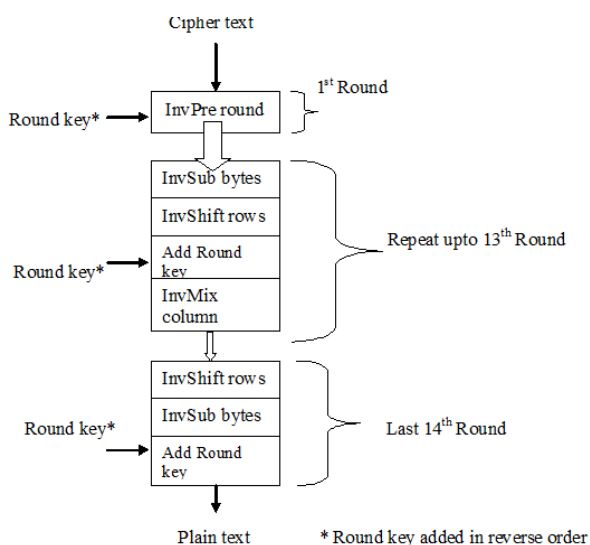 Cipher text
1st Round
InvPre round
Round key*
InvSub bytes
InvShift rows
Repeat upto 13th Round
Add Round
key
Round key*
InvMix
column
InvShift rows
InvSub bytes
Round key*
Last 14th Round
Add Round
key
Plain text
* Round key added in reverse order